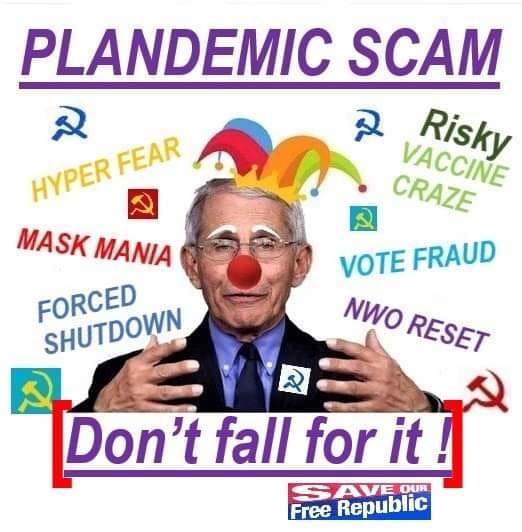 PLANDEMIC SCAM
HYPER FEAR
Risky
VACCINE
CRAZE
MASK MANIA
VOTE FRAUD
FORCED
SHUTDOWN
NWO RESET
[Don't fall for it !]
SAVE OUR
Free Republic